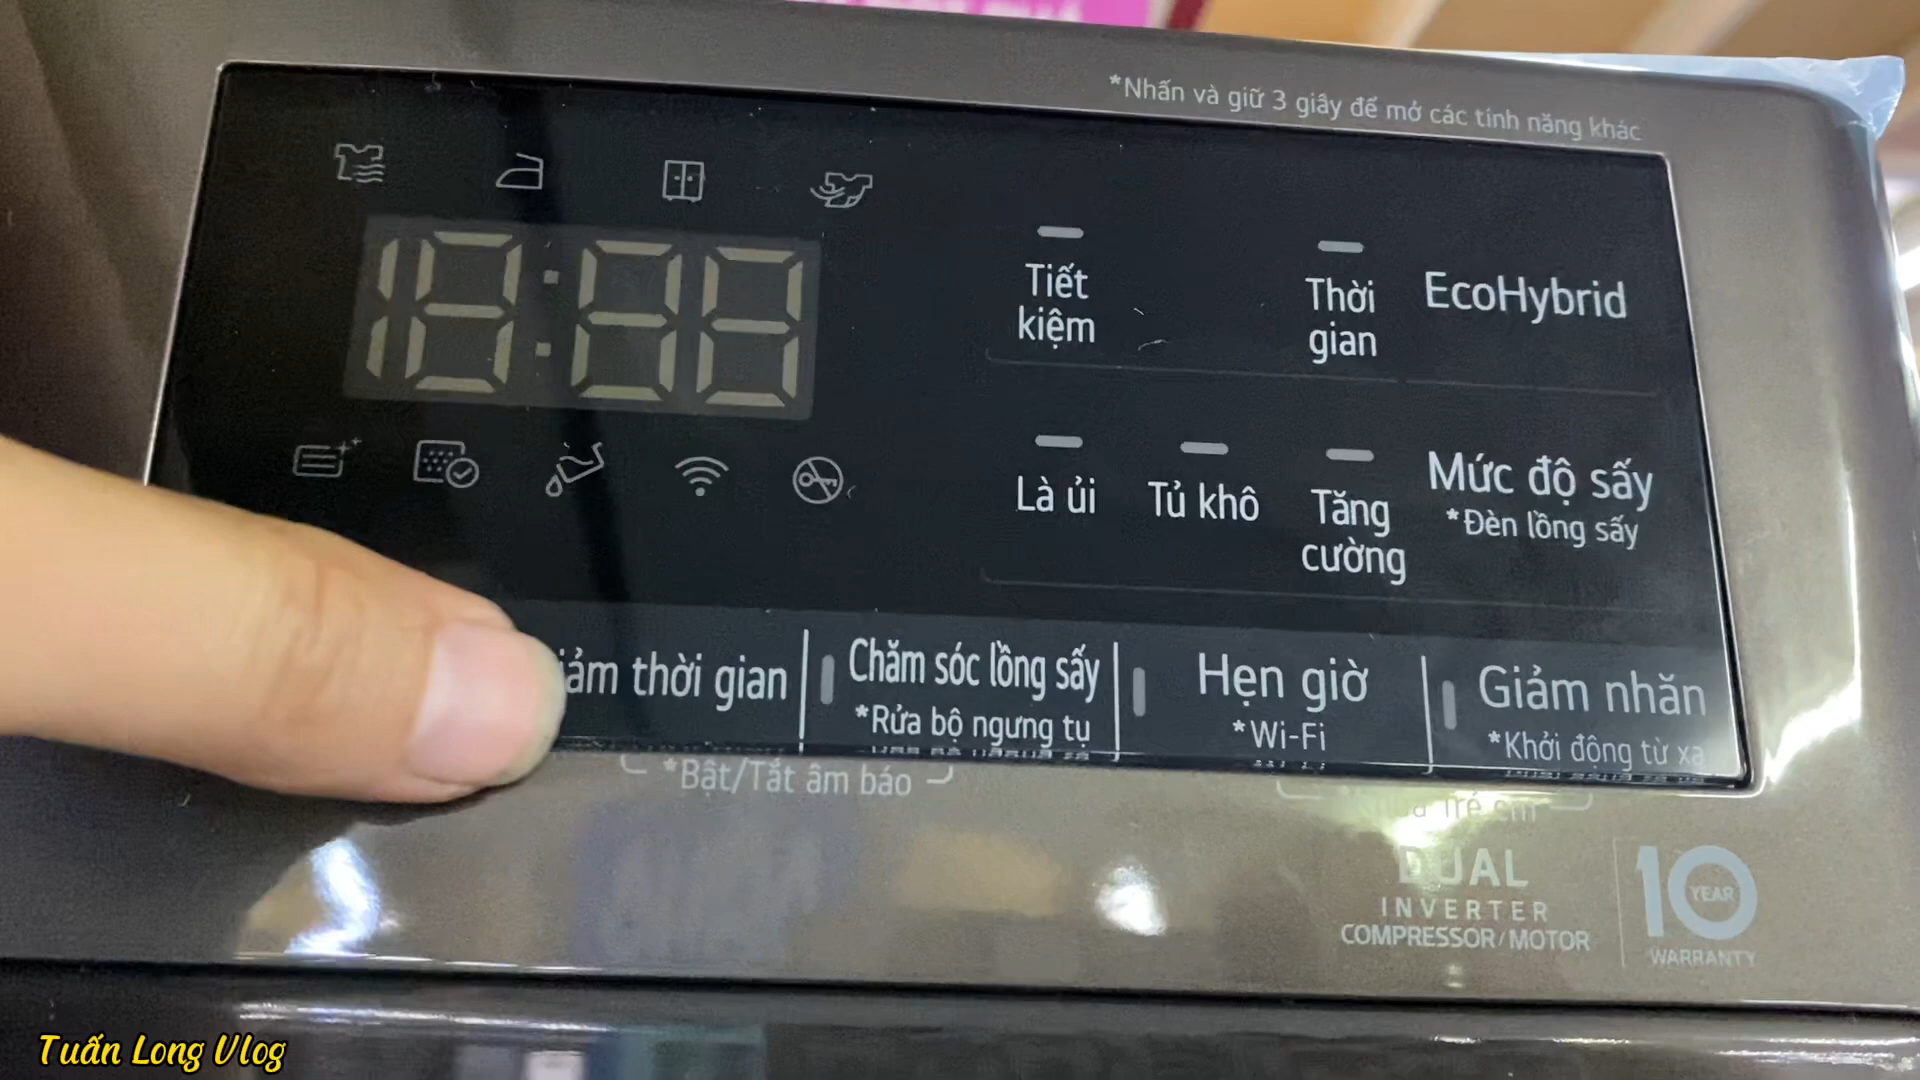 *Nhấn và giữ 3 giây để mở các tính năng khác
Tiết
kiệm
Thời
gian
EcoHybrid
Là ủi
Tủ khô
Tăng
cường
Mức độ sấy
*Đèn lồng sấy
thời gian
Chăm sóc lồng sấy
*Rửa bộ ngưng tụ
Hẹn giờ
*Wi-Fi
Giảm nhăn
*Khởi động từ xa
*Bật/Tắt âm báo
Trẻ em
DUAL
INVERTER
COMPRESSOR/MOTOR
10
YEAR
WARRANTY
Tuấn Long Vlog